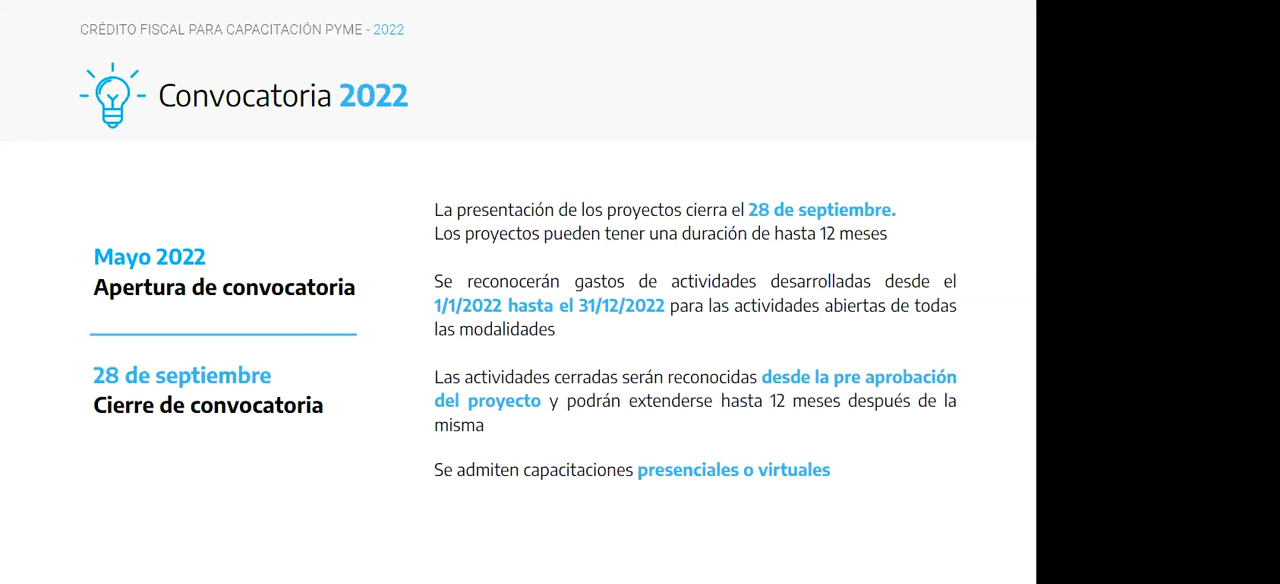 CRÉDITO FISCAL PARA CAPACITACIÓN PYME - 2022
Convocatoria 2022
Mayo 2022
Apertura de convocatoria
28 de septiembre
Cierre de convocatoria
La presentación de los proyectos cierra el 28 de septiembre.
Los proyectos pueden tener una duración de hasta 12 meses
Se reconocerán gastos de actividades desarrolladas desde el
1/1/2022 hasta el 31/12/2022 para las actividades abiertas de todas
las modalidades
Las actividades cerradas serán reconocidas desde la pre aprobación
del proyecto y podrán extenderse hasta 12 meses después de la
misma
Se admiten capacitaciones presenciales o virtuales